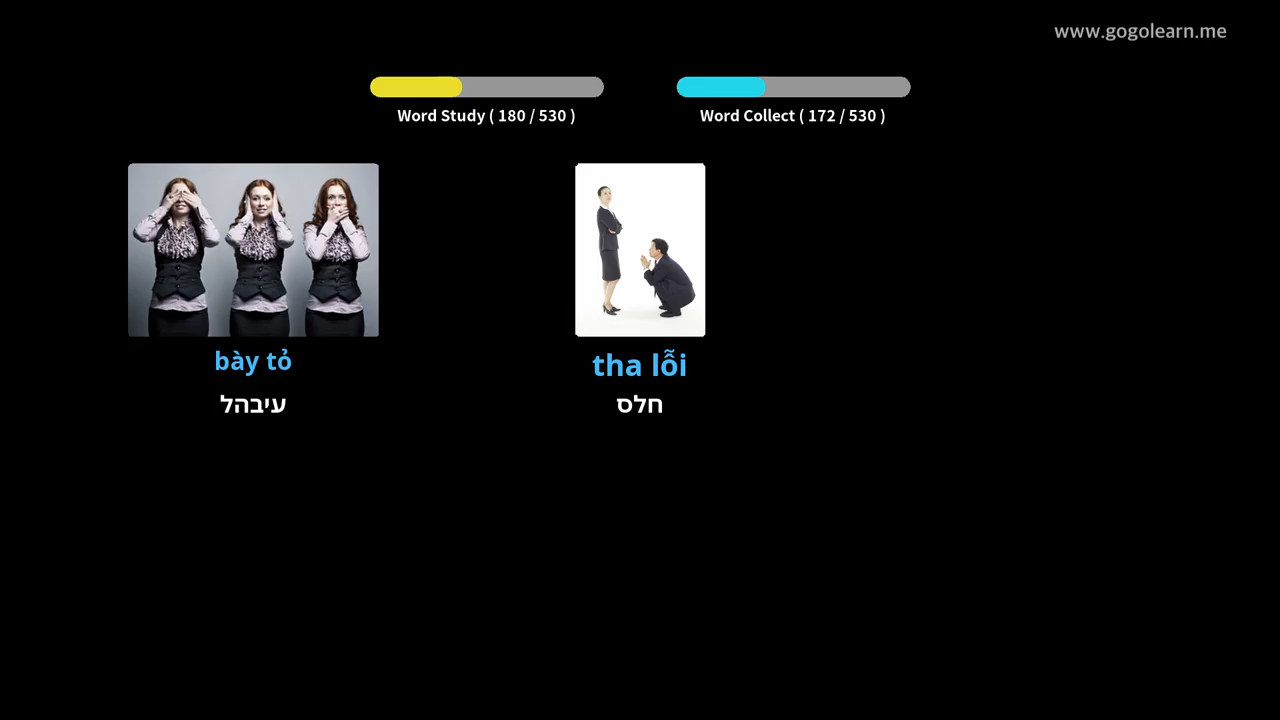 www.gogolearn.me
Word Study ( 180 / 530 )
Word Collect ( 172 / 530 )
bày tỏ
עיבהל
tha lỗi
חלס